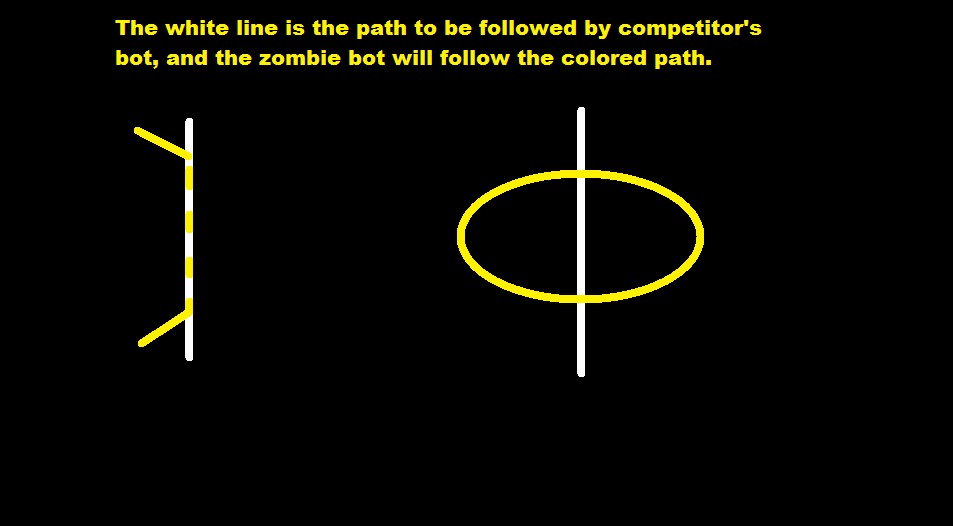 The white line is the path to be followed by competitor's
bot, and the zombie bot will follow the colored path.